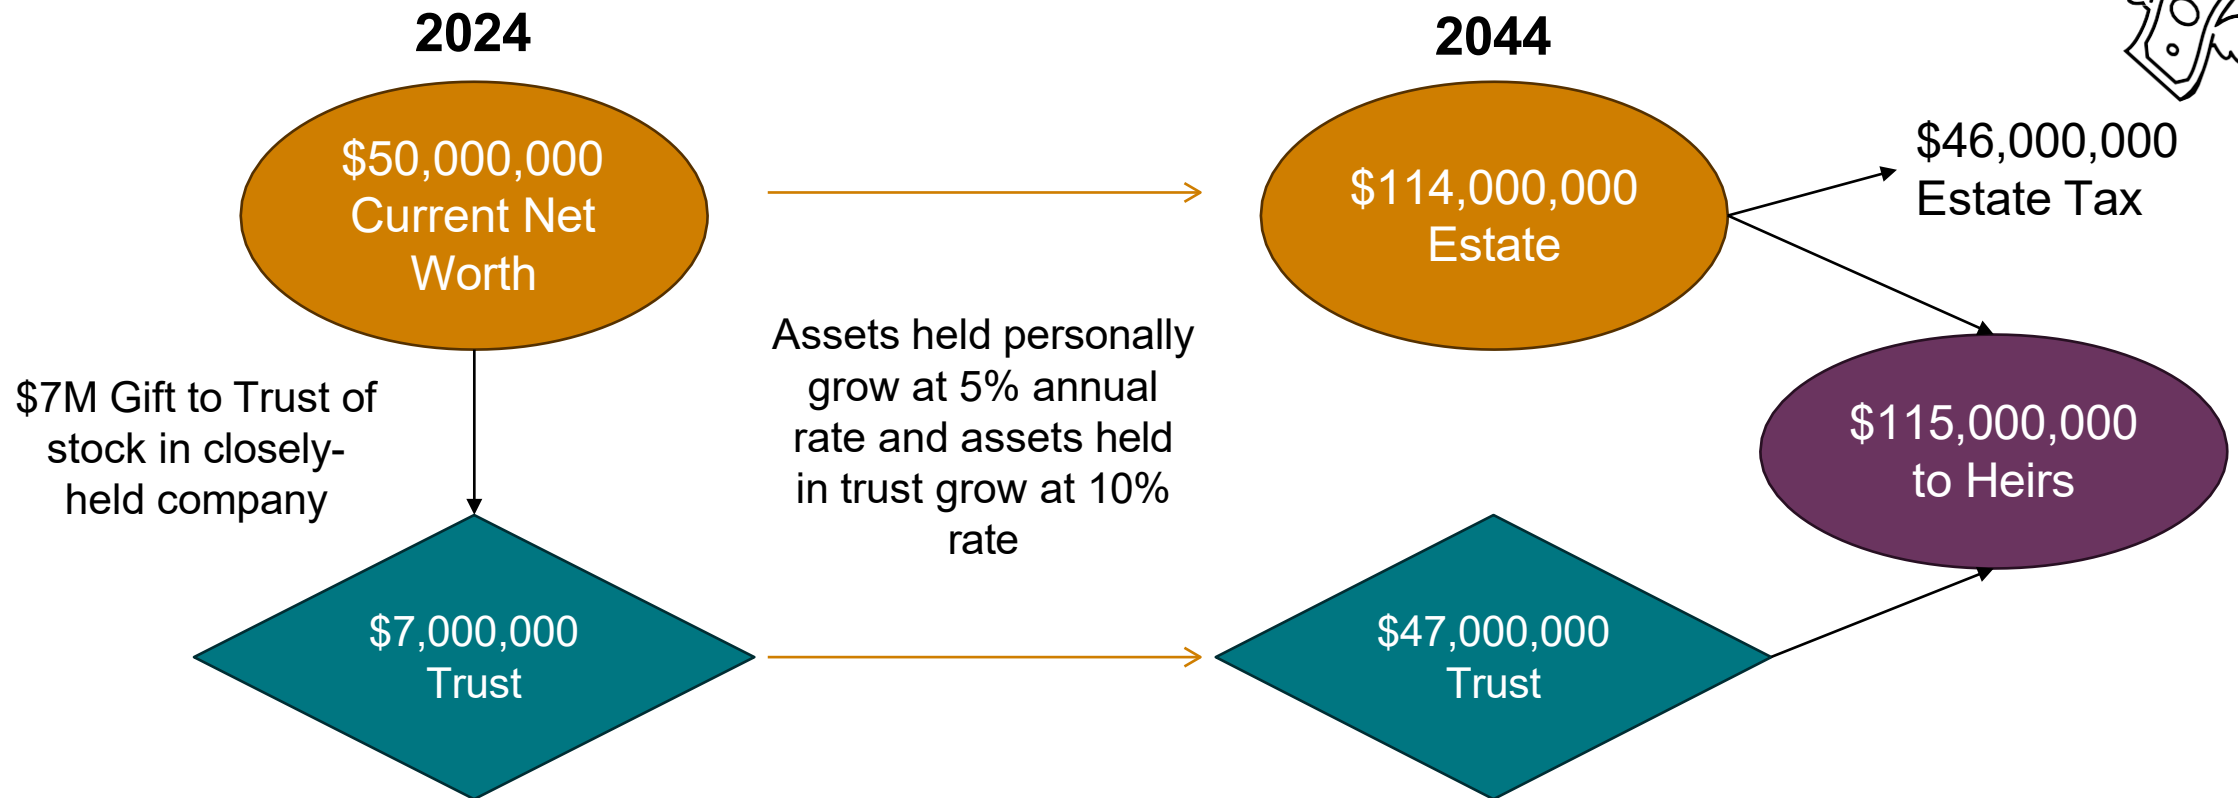 2024
2044
$50,000,000
Current Net
Worth
$114,000,000
Estate
$46,000,000
Estate Tax
$7M Gift to Trust of
stock in closely-
held company
Assets held personally
grow at 5% annual
rate and assets held
in trust grow at 10%
rate
$115,000,000
to Heirs
$7,000,000
Trust
$47,000,000
Trust